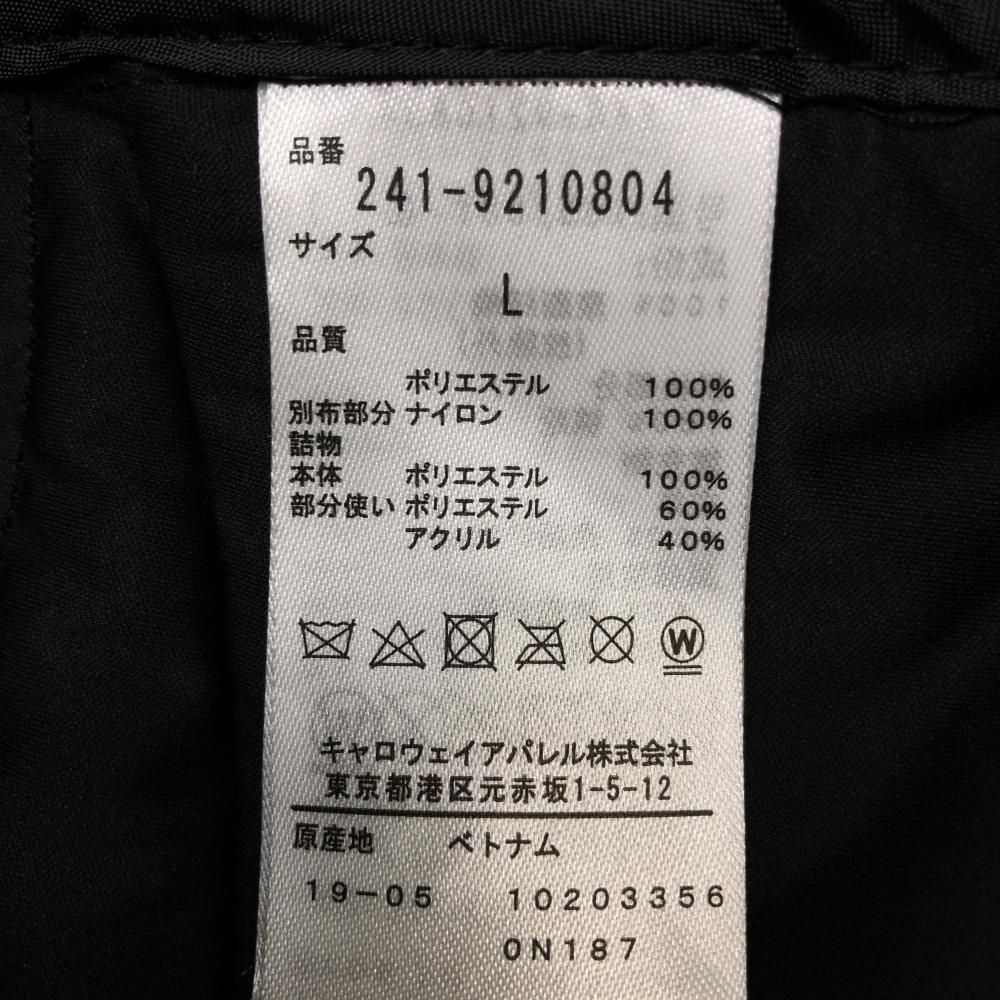 品番
241-9210804
サイズ
L
品質
ポリエステル 100%
別布部分 ナイロン 100%
詰物
本体 ポリエステル 100%
部分使い ポリエステル 60%
アクリル 40%
W
キャロウェイアパレル株式会社
東京都港区元赤坂1-5-12
原産地 ベトナム
19-05 10203356
0N187